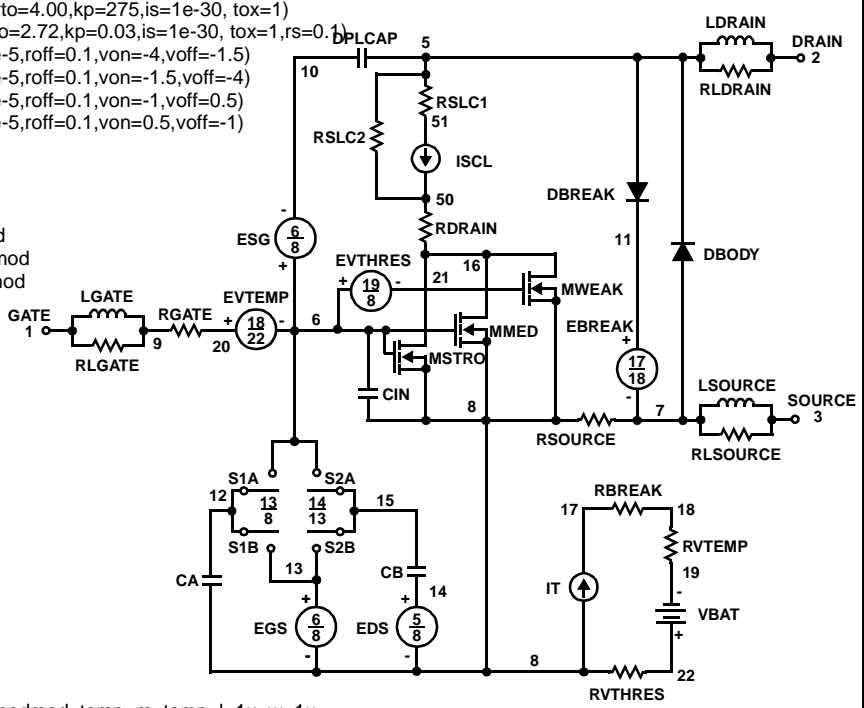 rto=4.00,kp=275,is=1e-30, tox=1)
o=2.72,kp=0.03,is=1e-30, tox=1,rs=0.1)
e-5,roff=0.1,von=-4,voff=-1.5)
e-5,roff=0.1,von=-1.5,voff=-4)
e-5,roff=0.1,von=-1,voff=0.5)
e-5,roff=0.1,von=0.5,voff=-1)
DPLCAP
5
10
LDRAIN
DRAIN
2
RLDRAIN
RSLC1
51
RSLC2
ISCL
50
RDRAIN
DBREAK
11
DBODY
-
ESG
6
8
+
EVTHRES
+
19
8
-
21
16
MWEAK
d
mod
nod
LGATE
GATE
1
RLGATE
9
RGATE
20
EVTEMP
+
18
22
-
6
MMED
MSTRO
EBREAK
+
17
18
-
CIN
8
RSOURCE
7
LSOURCE
SOURCE
3
RLSOURCE
S1A
S2A
12
13
8
14
13
15
S1B
S2B
13
CA
CB
14
+
EGS
6
8
-
+
EDS
5
8
-
RBREAK
17
18
RVTEMP
19
IT
-
VBAT
+
8
22
RVTHRES